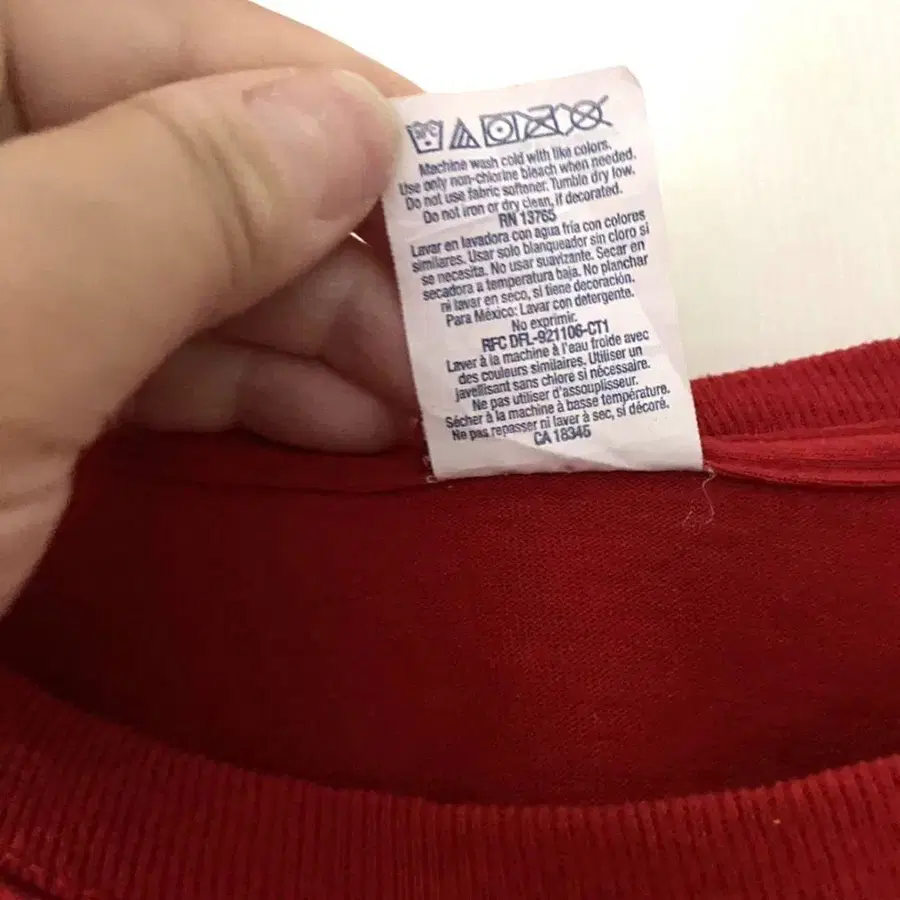 30°C
Machine wash cold with like colors.
Use only non-chlorine bleach when needed.
Do not use fabric softener. Tumble dry low.
Do not iron or dry clean, if decorated.
RN 13765
Lavar en lavadora con agua fría con colores
similares. Usar solo blanqueador sin cloro si
se necesita. No usar suavizante. Secar en
secadora a temperatura baja. No planchar
ni lavar en seco, si tiene decoración.
Para México: Lavar con detergente.
No exprimir.
RFC DFL-921106-CT1
Laver à la machine à l'eau froide avec
des couleurs similaires. Utiliser un
javellisant sans chlore si nécessaire.
Ne pas utiliser d'assouplisseur.
Sécher à la machine à basse température.
Ne pas repasser ni laver à sec, si décoré.
CA 18345